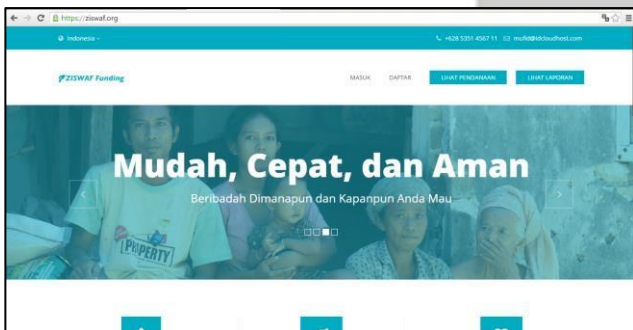 https://ziswaf.org
Indonesia
+628 5351 4567 11 mufid@idcloudhost.com
ZISWAF Funding MASUK DAFTAR LIHAT PENDANAAN LIHAT LAPORAN
Mudah, Cepat, dan Aman
Beribadah Dimanapun dan Kapanpun Anda Mau
PROPERTY